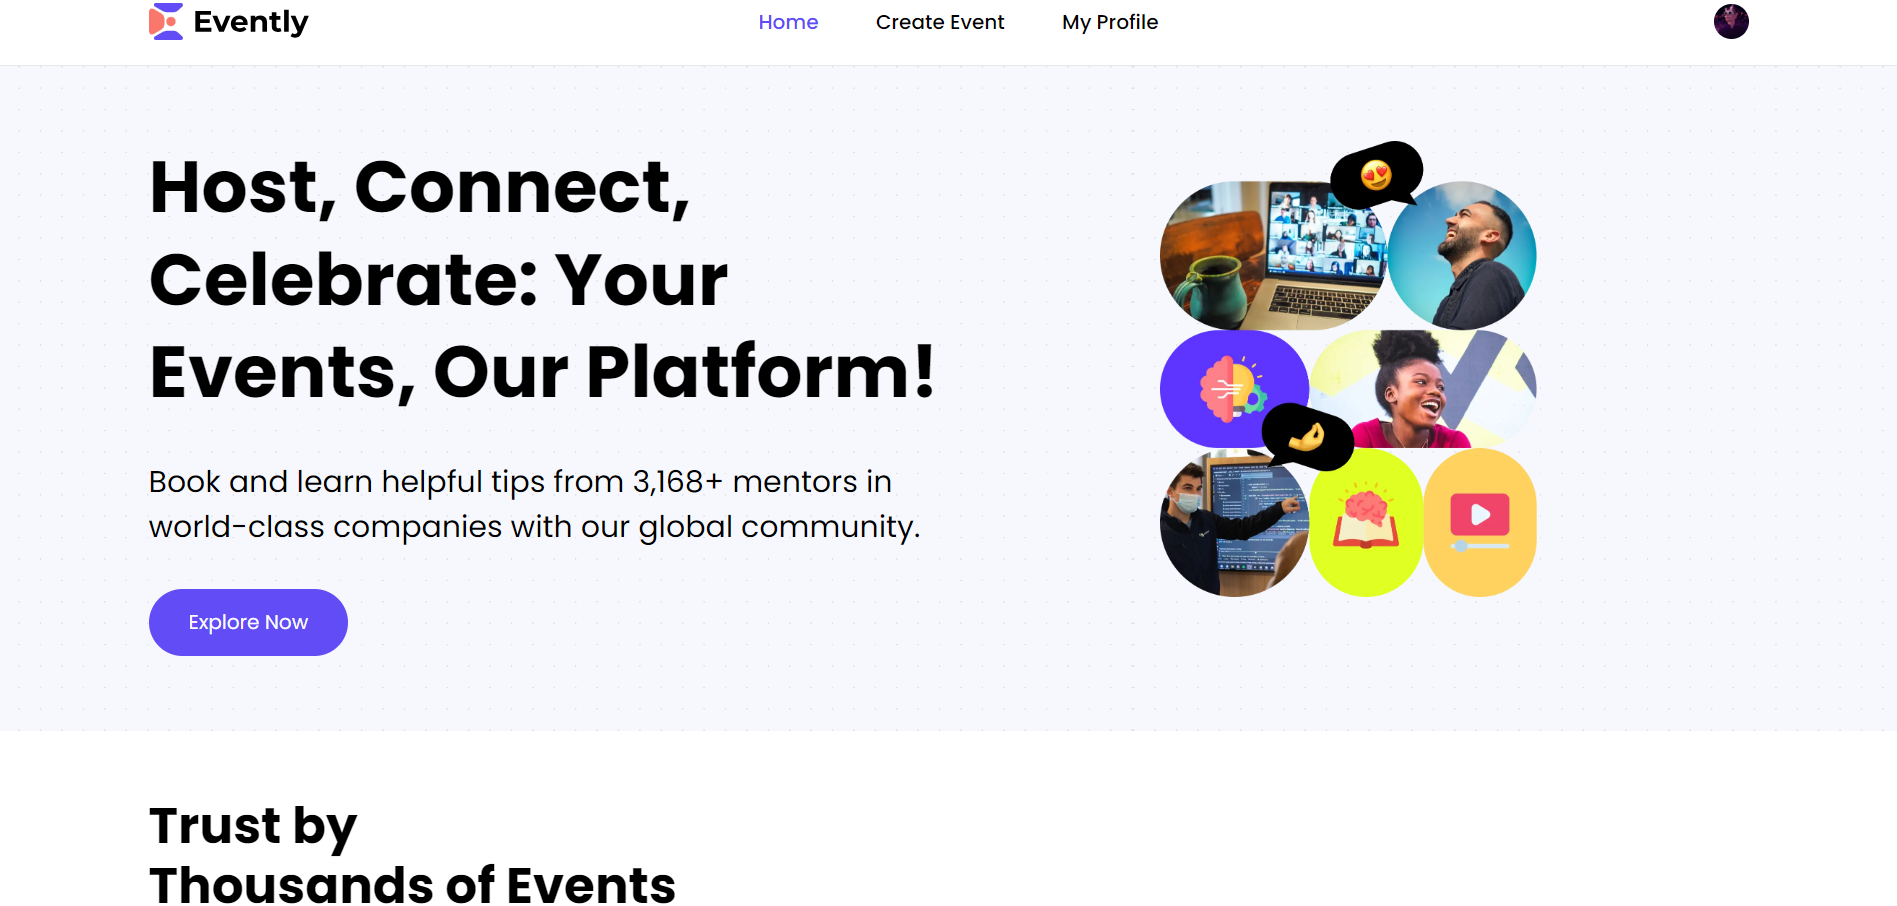 Evently
Home Create Event My Profile
Host, Connect,
Celebrate: Your
Events, Our Platform!
Book and learn helpful tips from 3,168+ mentors in
world-class companies with our global community.
Explore Now
Trust by
Thousands of Events